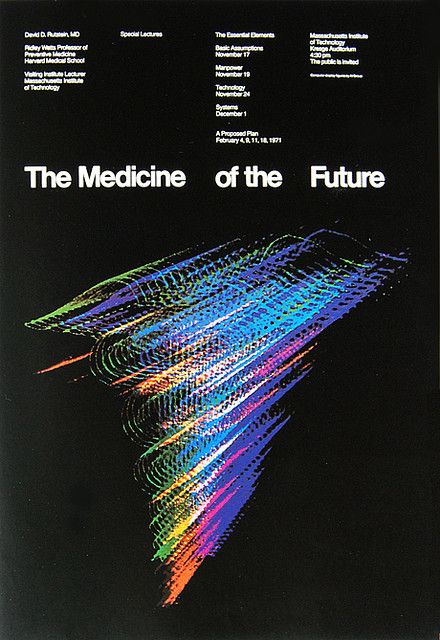 David D. Rutstein, MD
Ridley Watts Professor of
Preventive Medicine
Harvard Medical School
Visiting Institute Lecturer
Massachusetts Institute
of Technology
Special Lectures
The Essential Elements
Basic Assumptions
November 17
Manpower
November 19
Technology
November 24
Systems
December 1
A Proposed Plan
February 4, 9, 11, 18, 1971
Massachusetts Institute
of Technology
Kresge Auditorium
4:30 pm
The public is invited
The Medicine of the Future